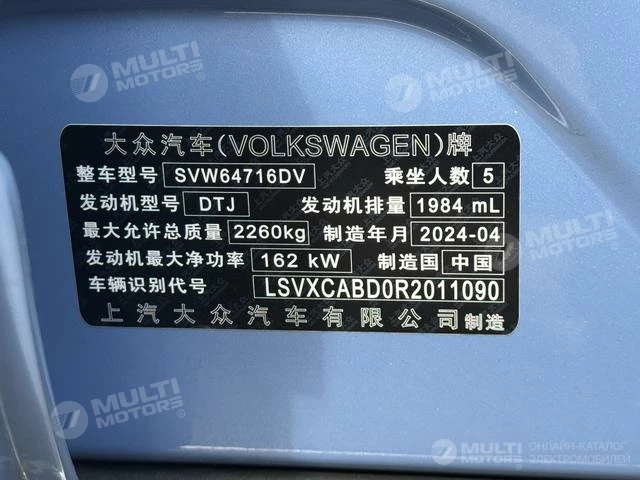 MULTI MOTORS®
MULTI MOTORS®
大众汽车(VOLKSWAGEN)牌
整车型号 SVW64716DV 乘坐人数 5
发动机型号 DTJ 发动机排量 1984 mL
最大允许总质量 2260kg 制造年月 2024-04
发动机最大净功率 162 kW 制造国 中国
车辆识别代号 LSVXCABD0R2011090
上汽大众汽车有限公司制造
MULTI MOTORS®
MULTI MOTORS
ОНЛАЙН-КАТАЛОГ
ЭЛЕКТРОМОБИЛЕЙ